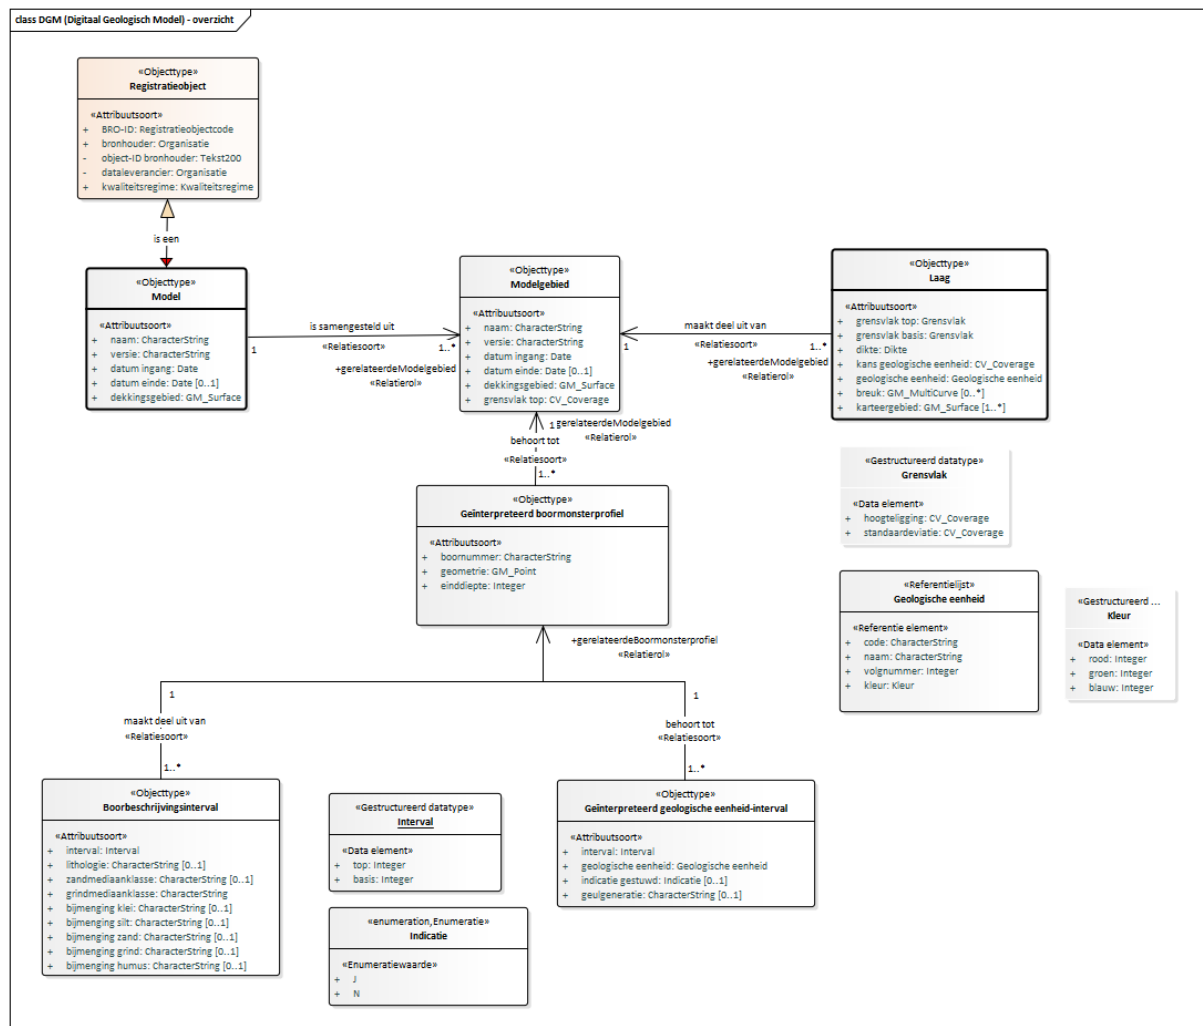 class DGM (Digitaal Geologisch Model) - overzicht
«Objecttype»
Registratieobject
«Attribuutsoort»
+ BRO-ID: Registratieobjectcode
+ bronhouder: Organisatie
- object-ID bronhouder: Tekst200
- dataleverancier: Organisatie
+ kwaliteitsregime: Kwaliteitsregime
is een
«Objecttype»
Model
«Attribuutsoort»
+ naam: CharacterString
+ versie: CharacterString
+ datum ingang: Date
+ datum einde: Date [0..1]
+ dekkingsgebied: GM_Surface
is samengesteld uit
1
«Relatiesoort»
1..*
+gerelateerdeModelgebied
«Relatierol»
«Objecttype»
Modelgebied
«Attribuutsoort»
+ naam: CharacterString
+ versie: CharacterString
+ datum ingang: Date
+ datum einde: Date [0..1]
+ dekkingsgebied: GM_Surface
+ grensvlak top: CV_Coverage
maakt deel uit van
1
«Relatiesoort»
1..*
+gerelateerdeModelgebied
«Relatierol»
«Objecttype»
Laag
«Attribuutsoort»
+ grensvlak top: Grensvlak
+ grensvlak basis: Grensvlak
+ dikte: Dikte
+ kans geologische eenheid: CV_Coverage
+ geologische eenheid: Geologische eenheid
+ breuk: GM_MultiCurve [0..*]
+ karteergebied: GM_Surface [1..*]
1 gerelateerdeModelgebied
behoort tot
«Relatierol»
«Relatiesoort»
1..*
«Objecttype»
Geïnterpreteerd boormonsterprofiel
«Attribuutsoort»
+ boornummer: CharacterString
+ geometrie: GM_Point
+ einddiepte: Integer
«Gestructureerd datatype»
Grensvlak
«Data element»
+ hoogteligging: CV_Coverage
+ standaardeviatie: CV_Coverage
«Referentielijst»
Geologische eenheid
«Referentie element»
+ code: CharacterString
+ naam: CharacterString
+ volgnummer: Integer
+ kleur: Kleur
«Gestructureerd ...
Kleur
«Data element»
+ rood: Integer
+ groen: Integer
+ blauw: Integer
+gerelateerdeBoormonsterprofiel
«Relatierol»
1
maakt deel uit van
«Relatiesoort»
1..*
1
behoort tot
«Relatiesoort»
1..*
«Objecttype»
Boorbeschrijvingsinterval
«Attribuutsoort»
+ interval: Interval
+ lithologie: CharacterString [0..1]
+ zandmediaanklasse: CharacterString [0..1]
+ grindmediaanklasse: CharacterString
+ bijmenging klei: CharacterString [0..1]
+ bijmenging silt: CharacterString [0..1]
+ bijmenging zand: CharacterString [0..1]
+ bijmenging grind: CharacterString [0..1]
+ bijmenging humus: CharacterString [0..1]
«Gestructureerd datatype»
Interval
«Data element»
+ top: Integer
+ basis: Integer
«enumeration,Enumeratie»
Indicatie
«Enumeratiewaarde»
+ J
+ N
«Objecttype»
Geïnterpreteerd geologische eenheid-interval
«Attribuutsoort»
+ interval: Interval
+ geologische eenheid: Geologische eenheid
+ indicatie gestuwd: Indicatie [0..1]
+ geulgeneratie: CharacterString [0..1]